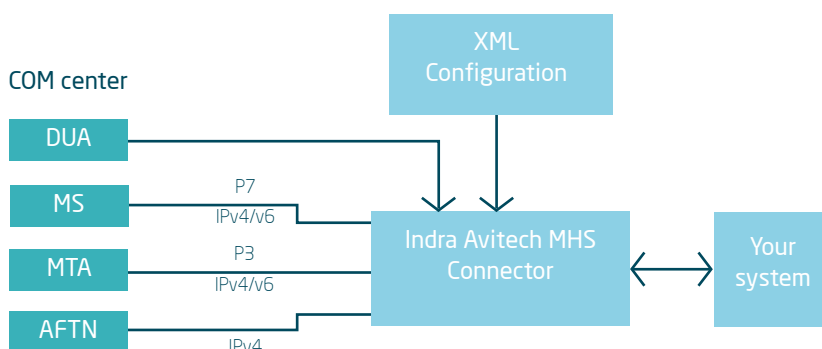 XML
Configuration
COM center
DUA
MS
P7
IPv4/v6
MTA
P3
IPv4/v6
AFTN
IPv4
Indra Avitech MHS
Connector
Your
system